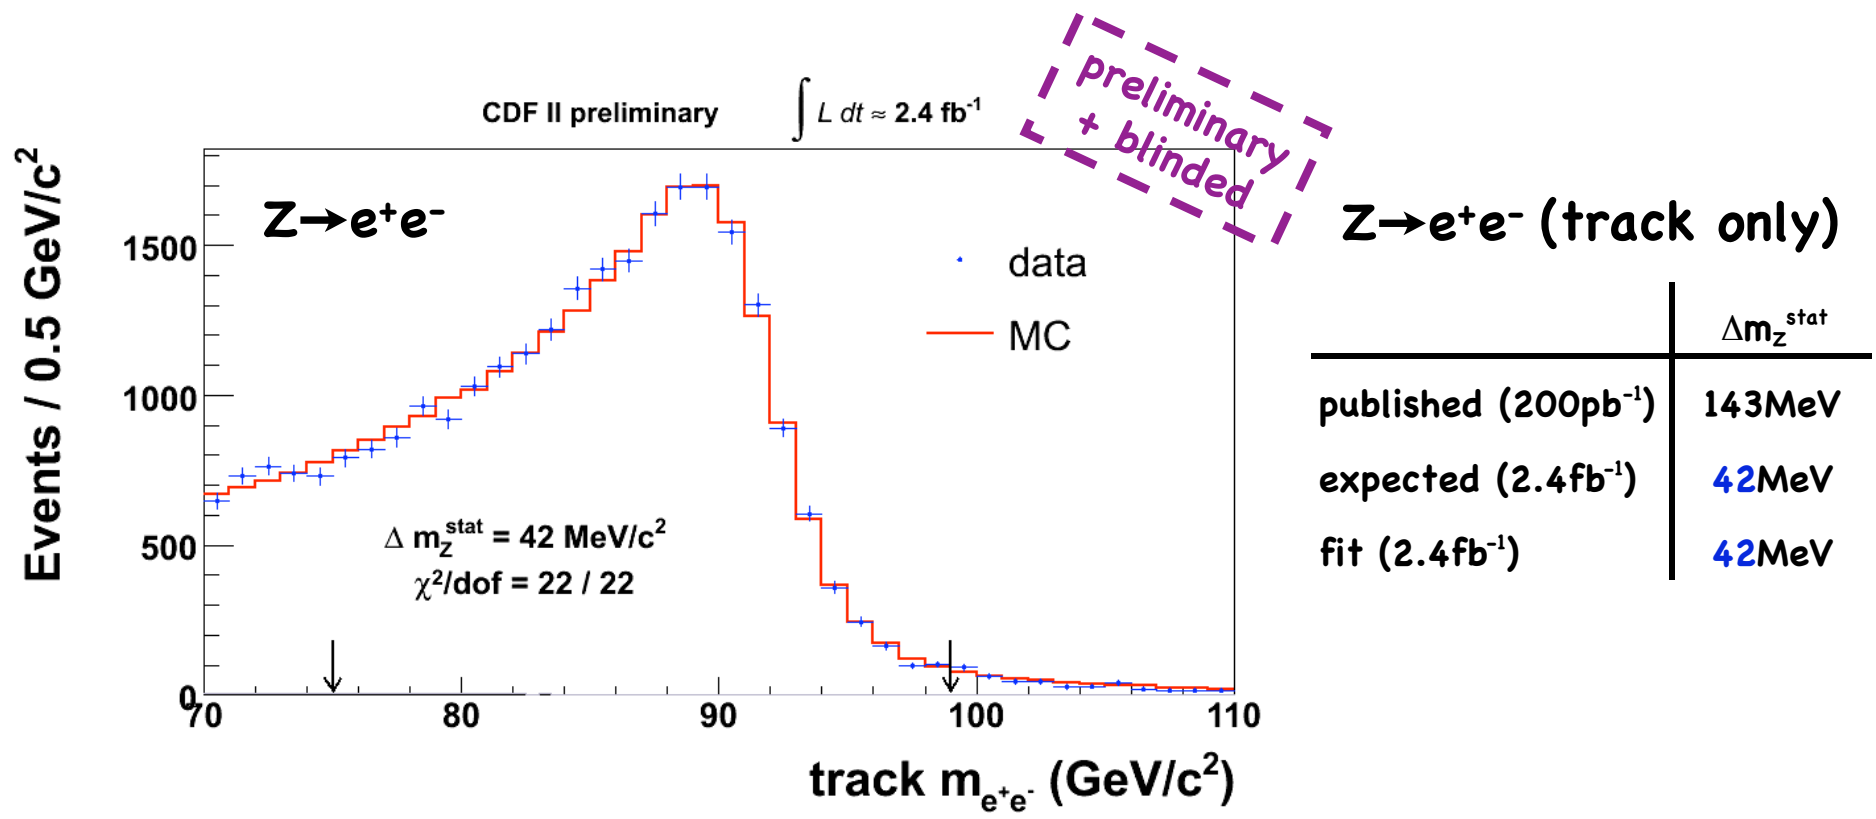 CDF II preliminary ∫ L dt ≈ 2.4 fb⁻¹
preliminary
+ blinded
Events / 0.5 GeV/c²
Z→e⁺e⁻
data
MC
1500
1000
500
0
Δ m_Z^stat = 42 MeV/c²
χ²/dof = 22 / 22
70 80 90 100 110
track m_e⁺e⁻ (GeV/c²)
Z→e⁺e⁻ (track only)
Δm_Z^stat
published (200pb⁻¹) 143MeV
expected (2.4fb⁻¹) 42MeV
fit (2.4fb⁻¹) 42MeV